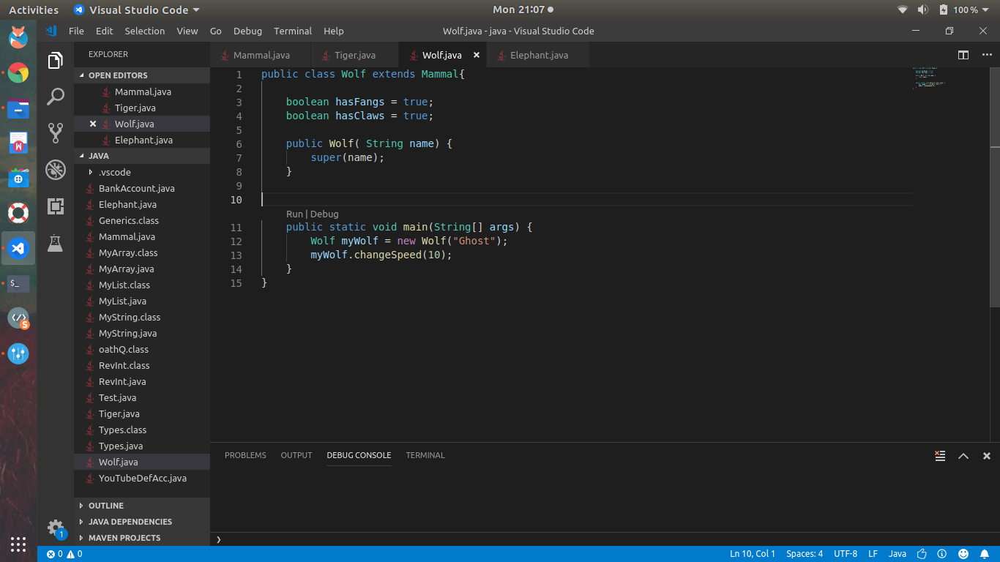 Activities Visual Studio Code Mon 21:07 100%
File Edit Selection View Go Debug Terminal Help Wolf.java - java - Visual Studio Code
EXPLORER
OPEN EDITORS
Mammal.java
Tiger.java
Wolf.java
Elephant.java
JAVA
.vscode
BankAccount.java
Elephant.java
Generics.class
Mammal.java
MyArray.class
MyArray.java
MyList.class
MyList.java
MyString.class
MyString.java
oathQ.class
RevInt.class
RevInt.java
Test.java
Tiger.java
Types.class
Types.java
Wolf.java
YouTubeDefAcc.java
OUTLINE
JAVA DEPENDENCIES
MAVEN PROJECTS
1
Mammal.java Tiger.java Wolf.java Elephant.java
1 public class Wolf extends Mammal{
2
3 boolean hasFangs = true;
4 boolean hasClaws = true;
5
6 public Wolf( String name) {
7 super(name);
8 }
9
10
Run | Debug
11 public static void main(String[] args) {
12 Wolf myWolf = new Wolf("Ghost");
13 myWolf.changeSpeed(10);
14 }
15 }
PROBLEMS OUTPUT DEBUG CONSOLE TERMINAL
0 0 Ln 10, Col 1 Spaces: 4 UTF-8 LF Java